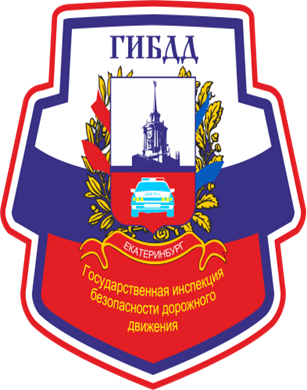 ГИБДД
ЕКАТЕРИНБУРГ
Государственная инспекция
безопасности дорожного
движения